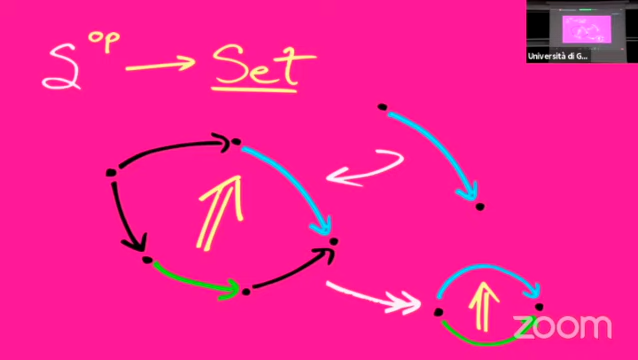 S^op → Set
Università di G...
zoom